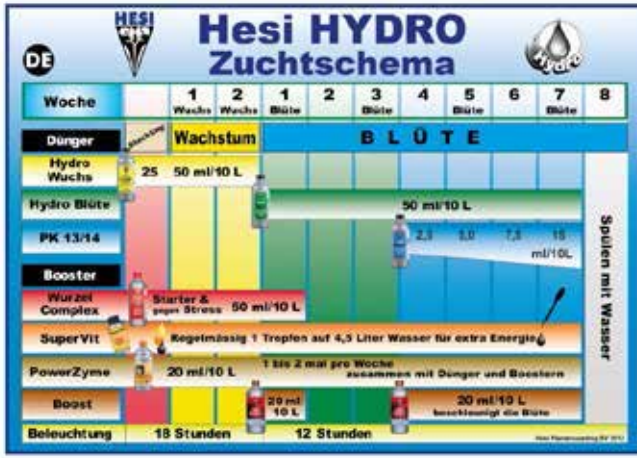 HESI
Hesi HYDRO
Zuchtschema
Hydro
DE
Woche 1 2 1 2 3 4 5 6 7 8
Wuchs Wuchs Blüte Blüte Blüte Blüte
Dünger Steckling Wachstum BLÜTE
Hydro Wuchs 25 50 ml/10 L
Hydro Blüte 50 ml/10 L
PK 13/14 2,5 5,0 7,5 15
ml/10L
Spülen mit Wasser
Booster
Wurzel Complex Starter & gegen Stress 50 ml/10 L
SuperVit Regelmässig 1 Tropfen auf 4,5 Liter Wasser für extra Energie
PowerZyme 20 ml/10 L 1 bis 2 mal pro Woche
zusammen mit Dünger und Boostern
Boost 20 ml 10 L 20 ml/10 L
beschleunigt die Blüte
Beleuchtung 18 Stunden 12 Stunden